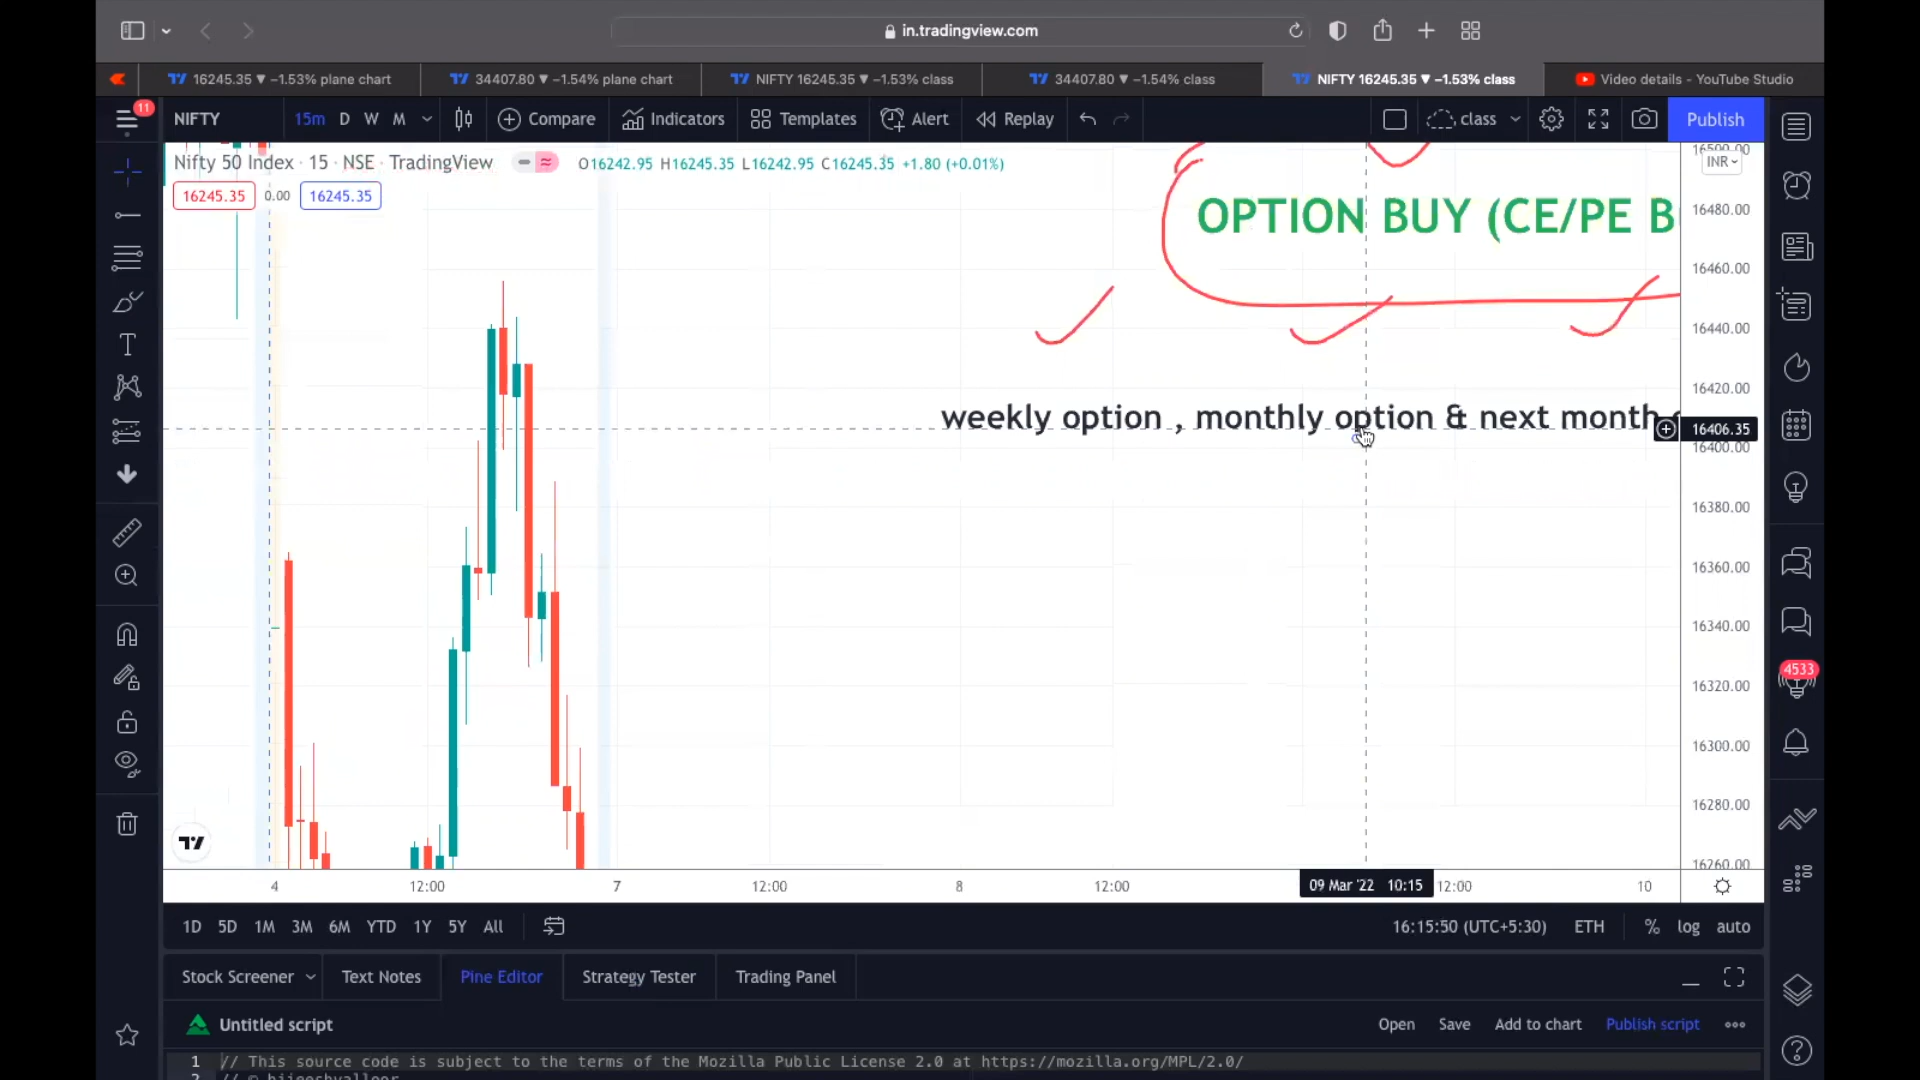 in.tradingview.com
16245.35 ▼ −1.53% plane chart
34407.80 ▼ −1.54% plane chart
NIFTY 16245.35 ▼ −1.53% class
34407.80 ▼ −1.54% class
NIFTY 16245.35 ▼ −1.53% class
Video details - YouTube Studio
11
NIFTY
15m D W M
Compare
Indicators
Templates
Alert
Replay
class
Publish
Nifty 50 Index · 15 · NSE · TradingView
O16242.95 H16245.35 L16242.95 C16245.35 +1.80 (+0.01%)
16245.35 0.00 16245.35
16500.00
INR
OPTION BUY (CE/PE B
16480.00
16460.00
16440.00
16420.00
weekly option , monthly option & next month
16406.35
16400.00
16380.00
16360.00
16340.00
16320.00
4533
16300.00
16280.00
16260.00
4 12:00 7 12:00 8 12:00 09 Mar '22 10:15 12:00 10
1D 5D 1M 3M 6M YTD 1Y 5Y All
16:15:50 (UTC+5:30) ETH % log auto
Stock Screener Text Notes Pine Editor Strategy Tester Trading Panel
Untitled script
Open Save Add to chart Publish script
1 // This source code is subject to the terms of the Mozilla Public License 2.0 at https://mozilla.org/MPL/2.0/